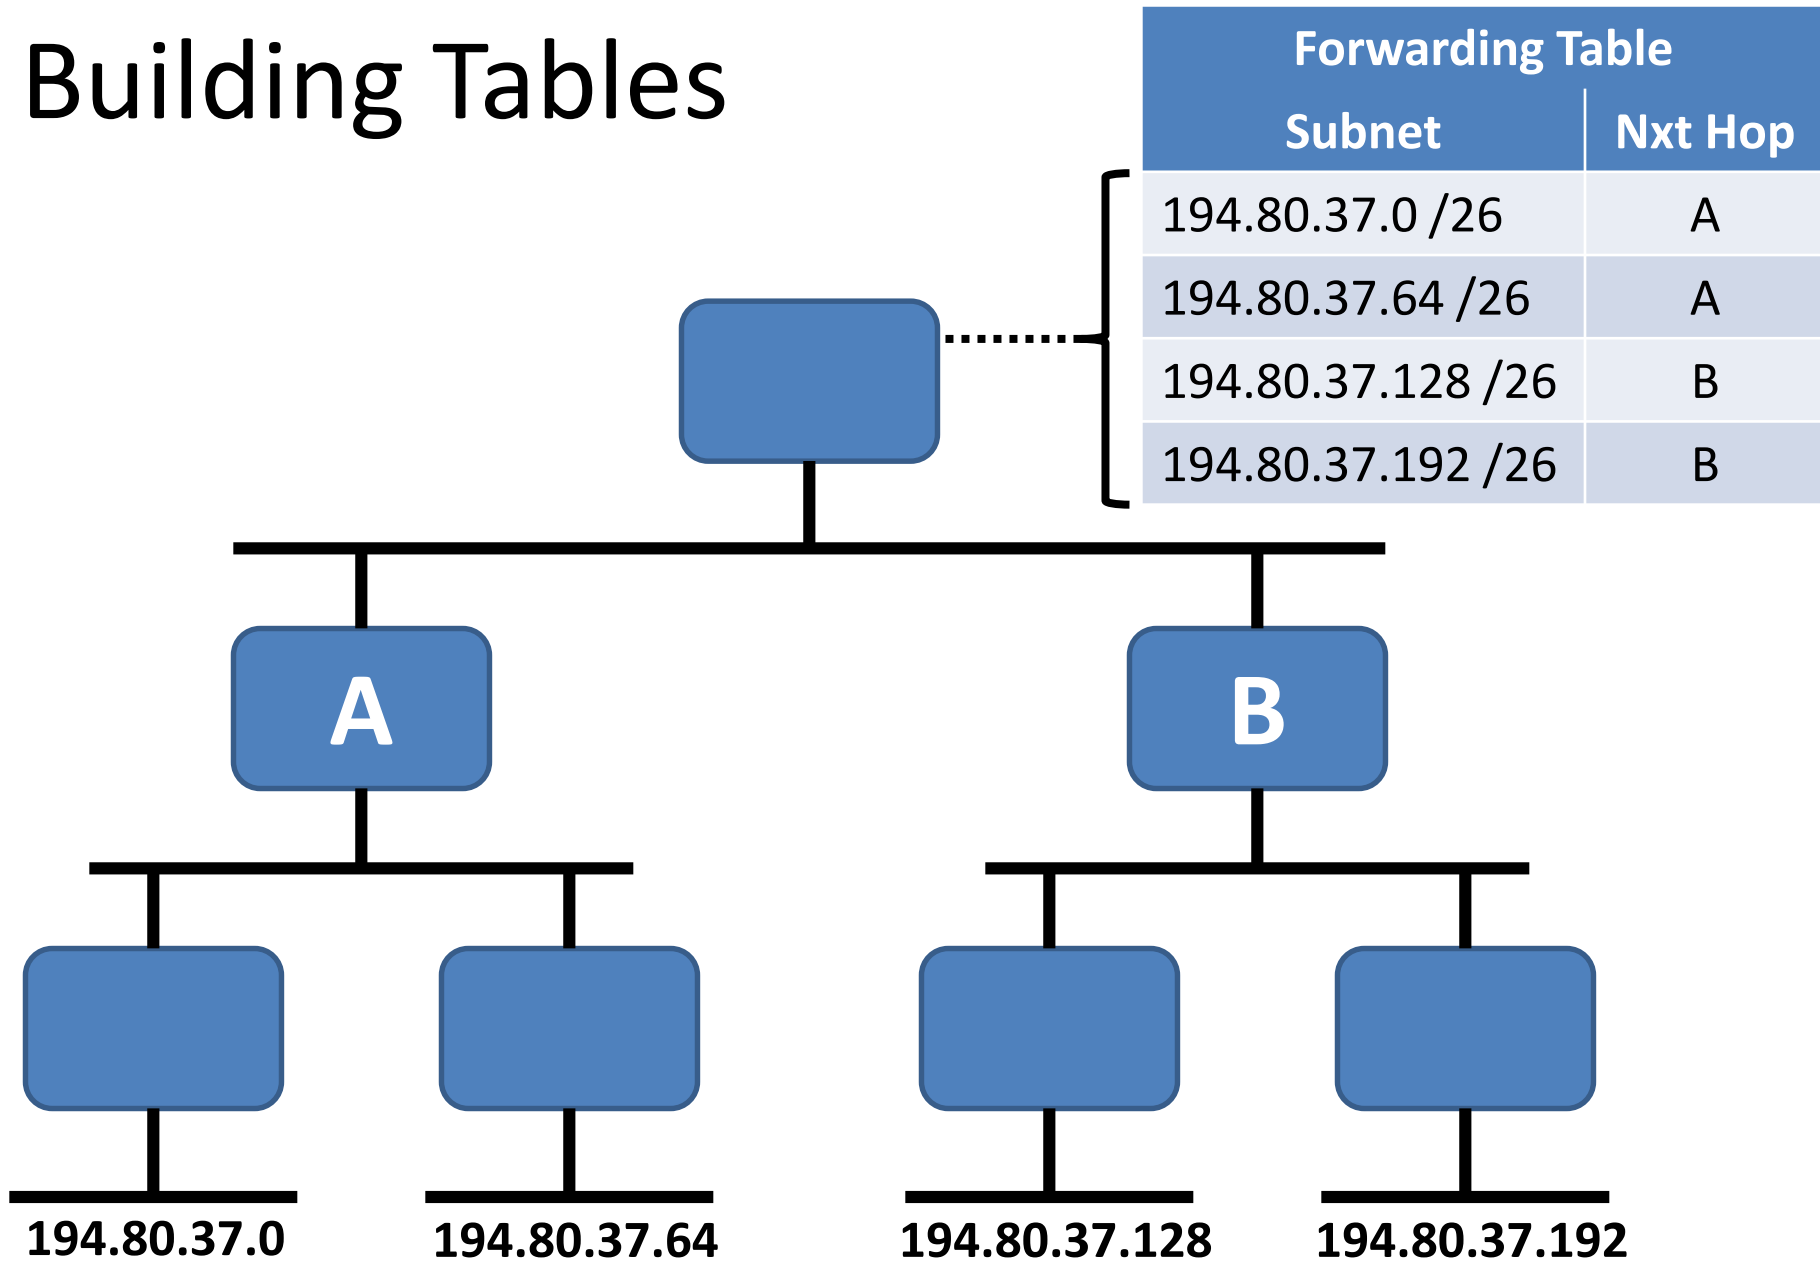 Building Tables
Forwarding Table
Subnet Nxt Hop
194.80.37.0 /26 A
194.80.37.64 /26 A
194.80.37.128 /26 B
194.80.37.192 /26 B
A B
194.80.37.0 194.80.37.64 194.80.37.128 194.80.37.192